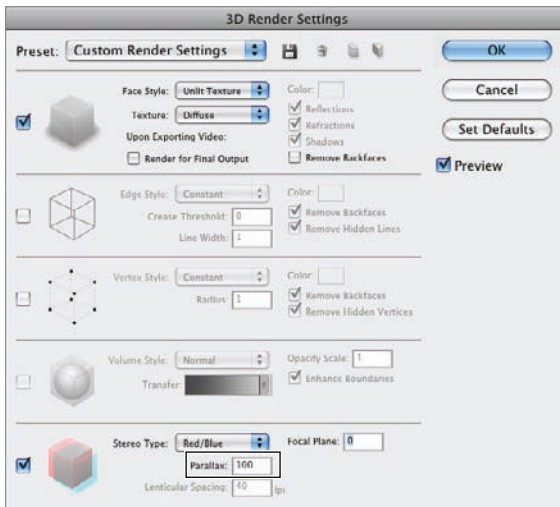 3D Render Settings
Preset: Custom Render Settings
OK
Cancel
Set Defaults
Preview
Face Style: Unlit Texture
Texture: Diffuse
Upon Exporting Video:
Render for Final Output
Color:
Reflections
Refractions
Shadows
Remove Backfaces
Edge Style: Constant
Crease Threshold: 0
Line Width: 1
Color:
Remove Backfaces
Remove Hidden Lines
Vertex Style: Constant
Radius: 1
Color:
Remove Backfaces
Remove Hidden Vertices
Volume Style: Normal
Transfer:
Opacity Scale: 1
Enhance Boundaries
Stereo Type: Red/Blue
Parallax: 100
Lenticular Spacing: 40 lpi
Focal Plane: 0